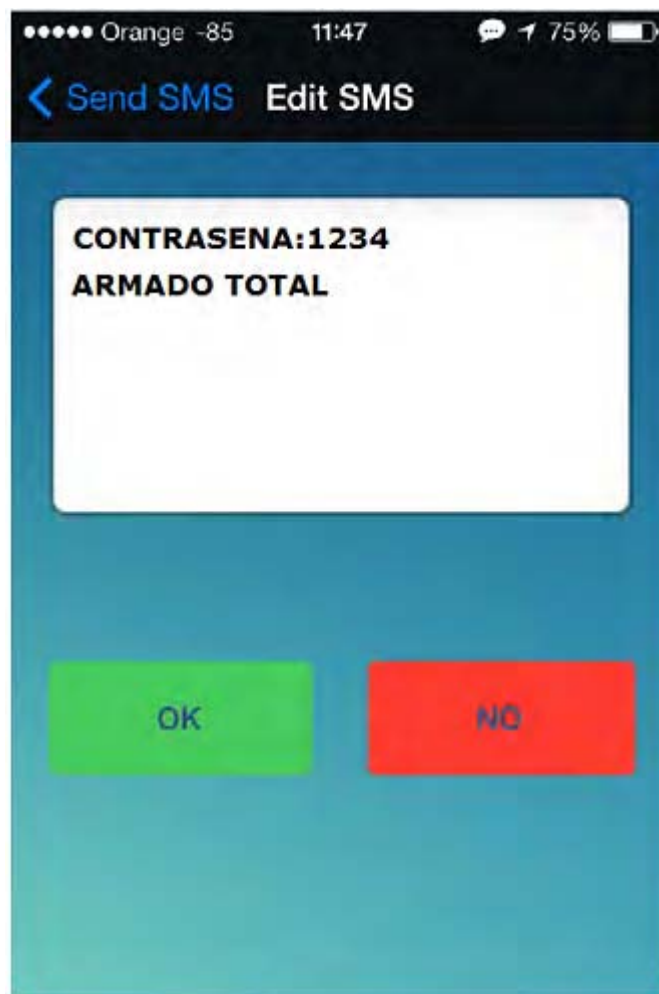 Orange -85 11:47 75%
Send SMS Edit SMS
CONTRASENA:1234
ARMADO TOTAL
OK NO